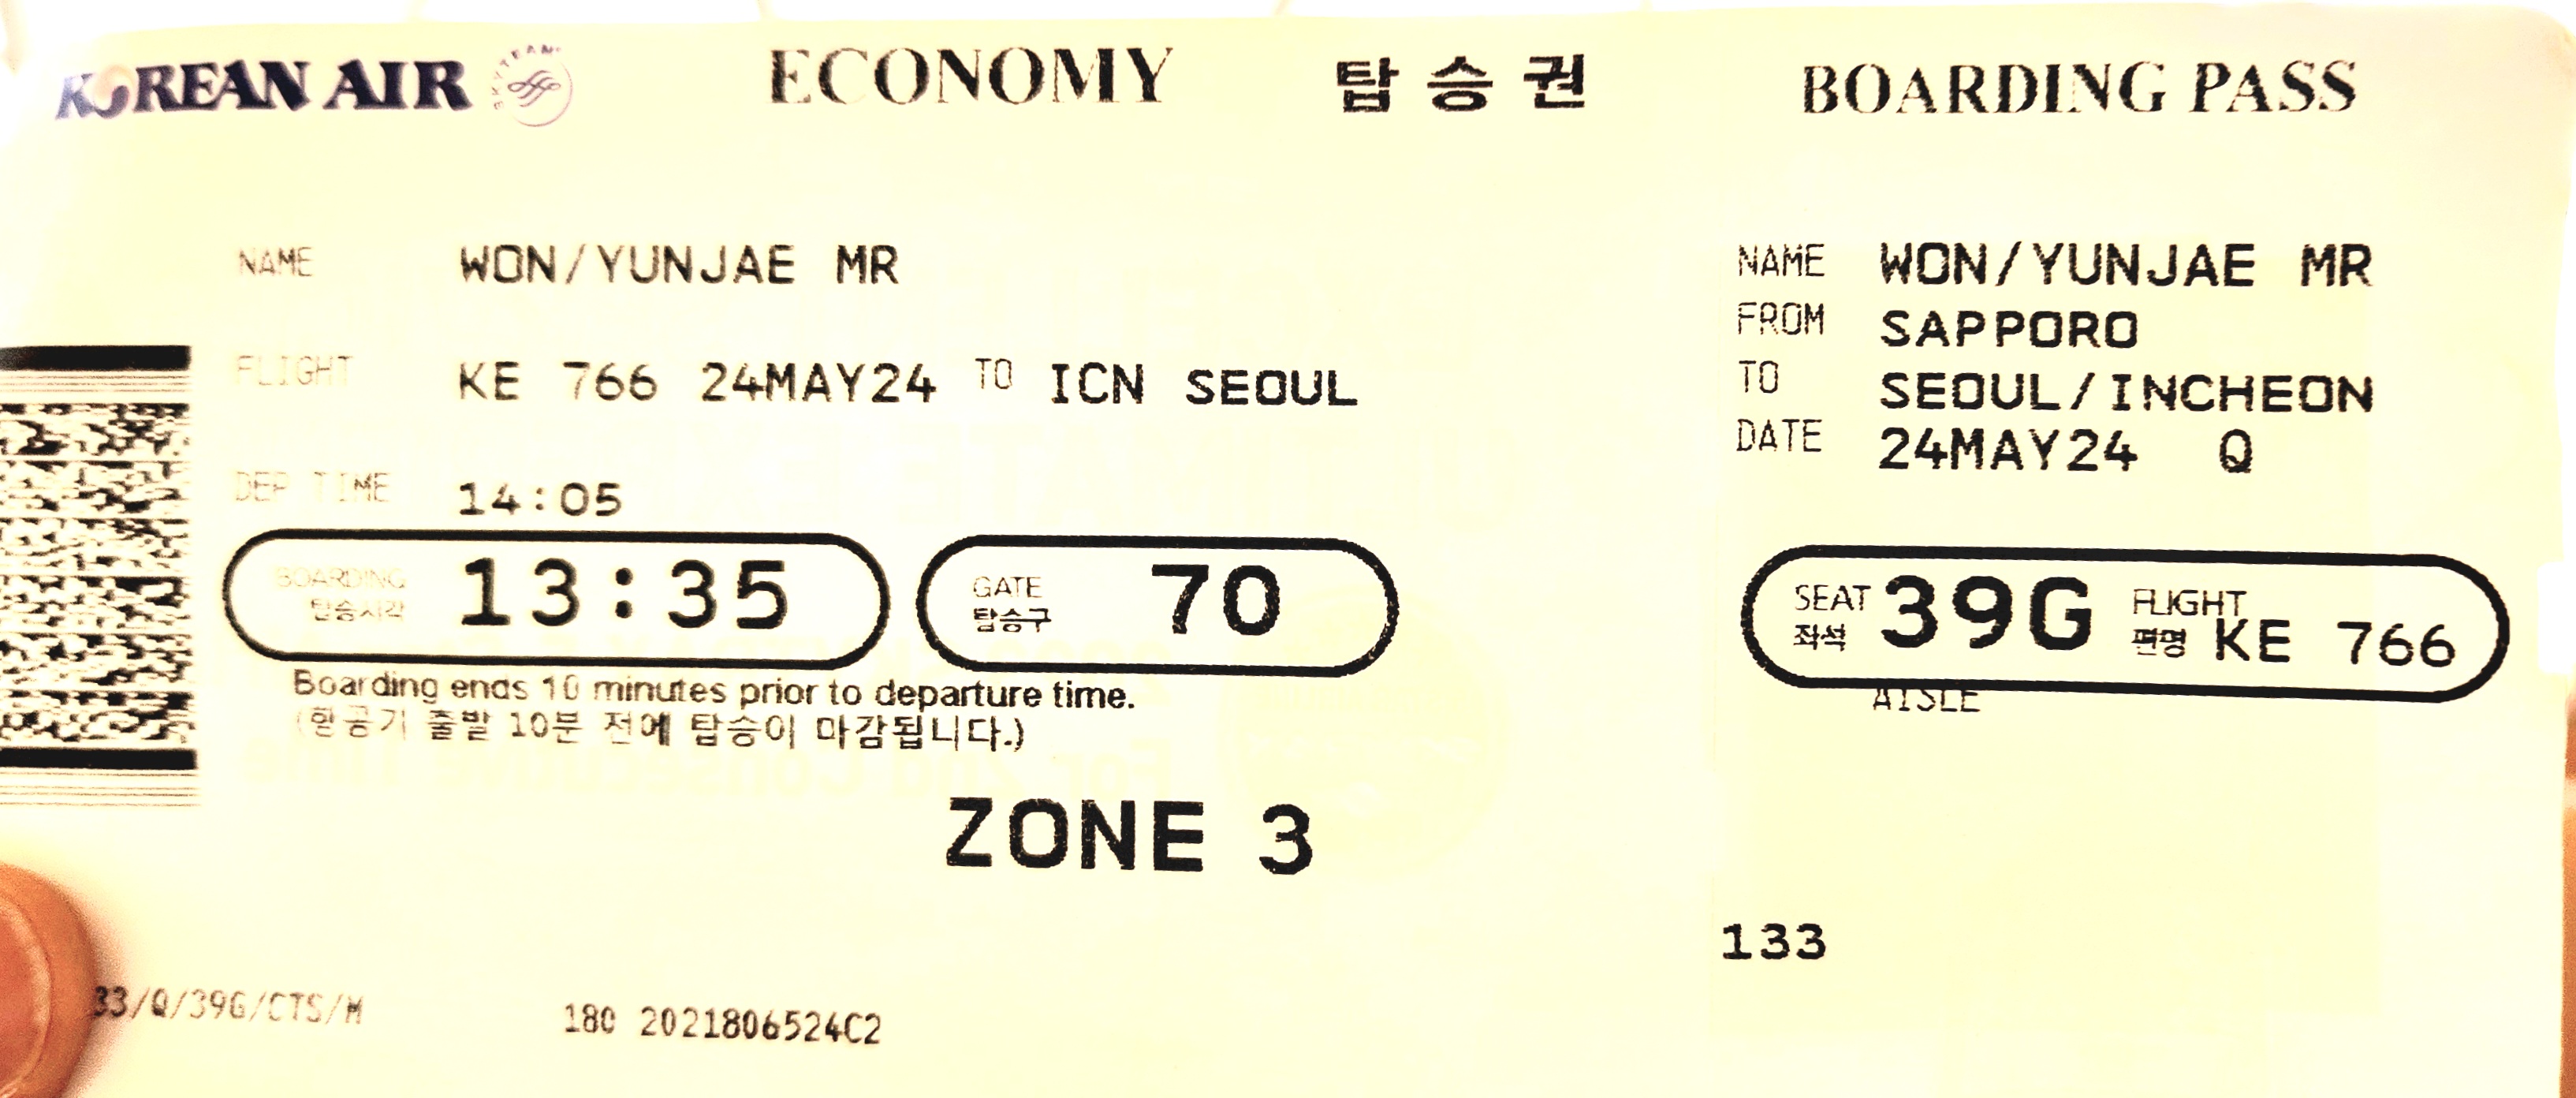 KOREAN AIR SKYTEAM ECONOMY 탑승권 BOARDING PASS
NAME WON/YUNJAE MR
FLIGHT KE 766 24MAY24 TO ICN SEOUL
DEP TIME 14:05
BOARDING 탑승시각 13:35 GATE 탑승구 70
Boarding ends 10 minutes prior to departure time.
(항공기 출발 10분 전에 탑승이 마감됩니다.)
ZONE 3
33/Q/39G/CTS/M 180 2021806524C2
NAME WON/YUNJAE MR
FROM SAPPORO
TO SEOUL/INCHEON
DATE 24MAY24 Q
SEAT 좌석 39G FLIGHT 편명 KE 766
AISLE
133